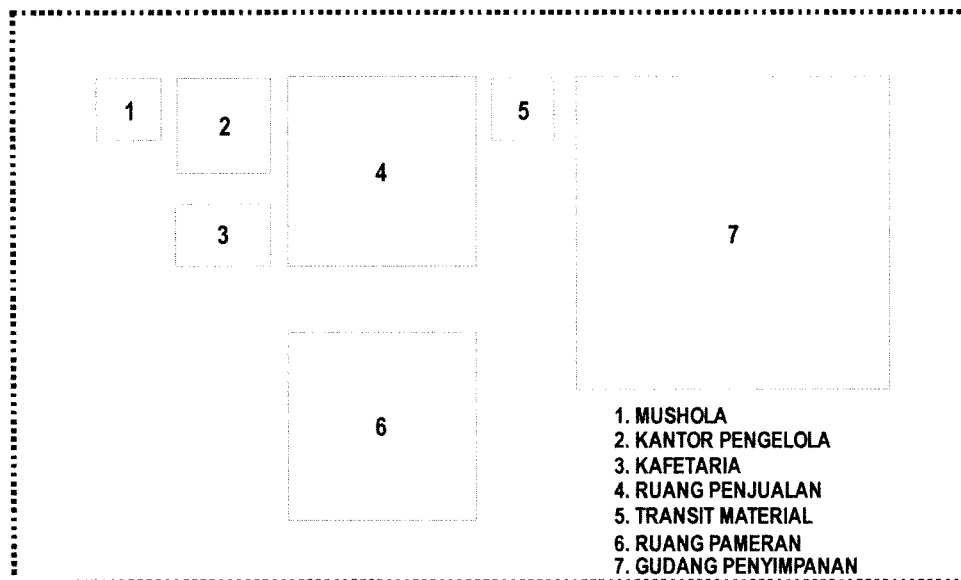 1
2
3
4
5
6
7
1. MUSHOLA
2. KANTOR PENGELOLA
3. KAFETARIA
4. RUANG PENJUALAN
5. TRANSIT MATERIAL
6. RUANG PAMERAN
7. GUDANG PENYIMPANAN